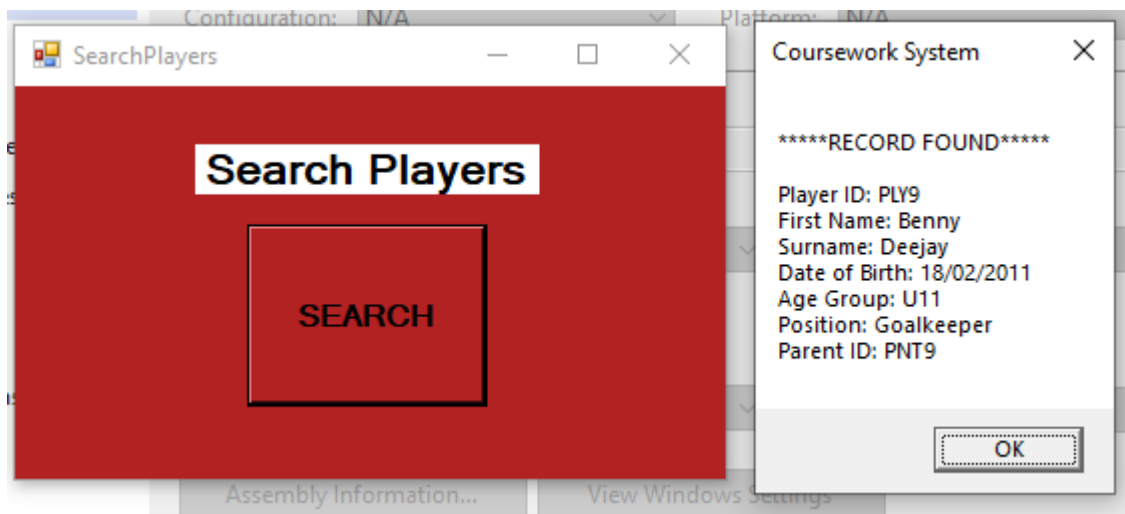 Configuration: N/A
Platform: N/A
SearchPlayers
Search Players
SEARCH
Coursework System
*****RECORD FOUND*****
Player ID: PLY9
First Name: Benny
Surname: Deejay
Date of Birth: 18/02/2011
Age Group: U11
Position: Goalkeeper
Parent ID: PNT9
OK
Assembly Information...
View Windows Settings